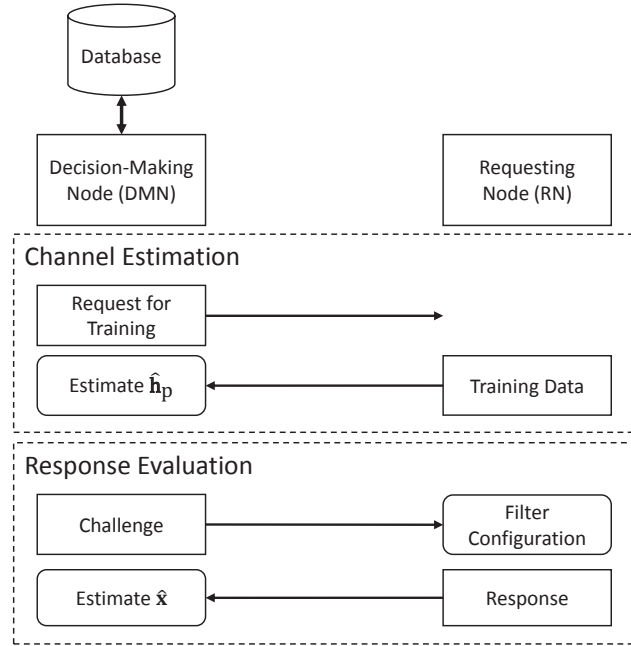 Database
Decision-Making
Node (DMN)
Requesting
Node (RN)
Channel Estimation
Request for
Training
Estimate ĥp
Training Data
Response Evaluation
Challenge
Filter
Configuration
Estimate x̂
Response